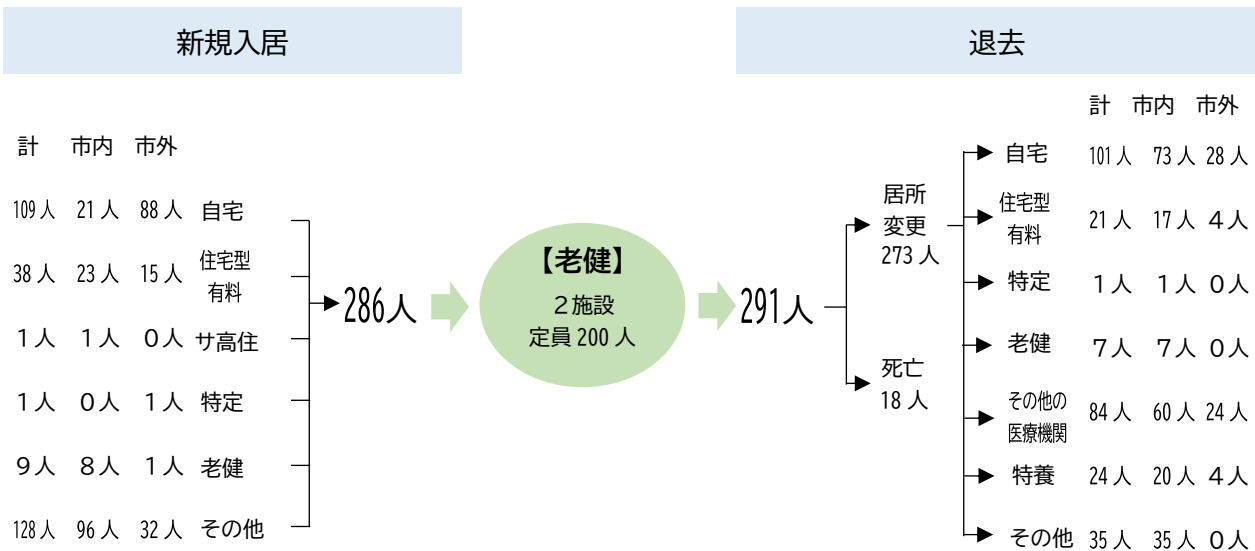 新規入居
計 市内 市外
109人 21人 88人 自宅
38人 23人 15人 住宅型
有料
1人 1人 0人 サ高住
1人 0人 1人 特定
9人 8人 1人 老健
128人 96人 32人 その他
286人
【老健】
2施設
定員200人
291人
退去
居所
変更
273人
死亡
18人
計 市内 市外
自宅 101人 73人 28人
住宅型
有料 21人 17人 4人
特定 1人 1人 0人
老健 7人 7人 0人
その他の
医療機関 84人 60人 24人
特養 24人 20人 4人
その他 35人 35人 0人